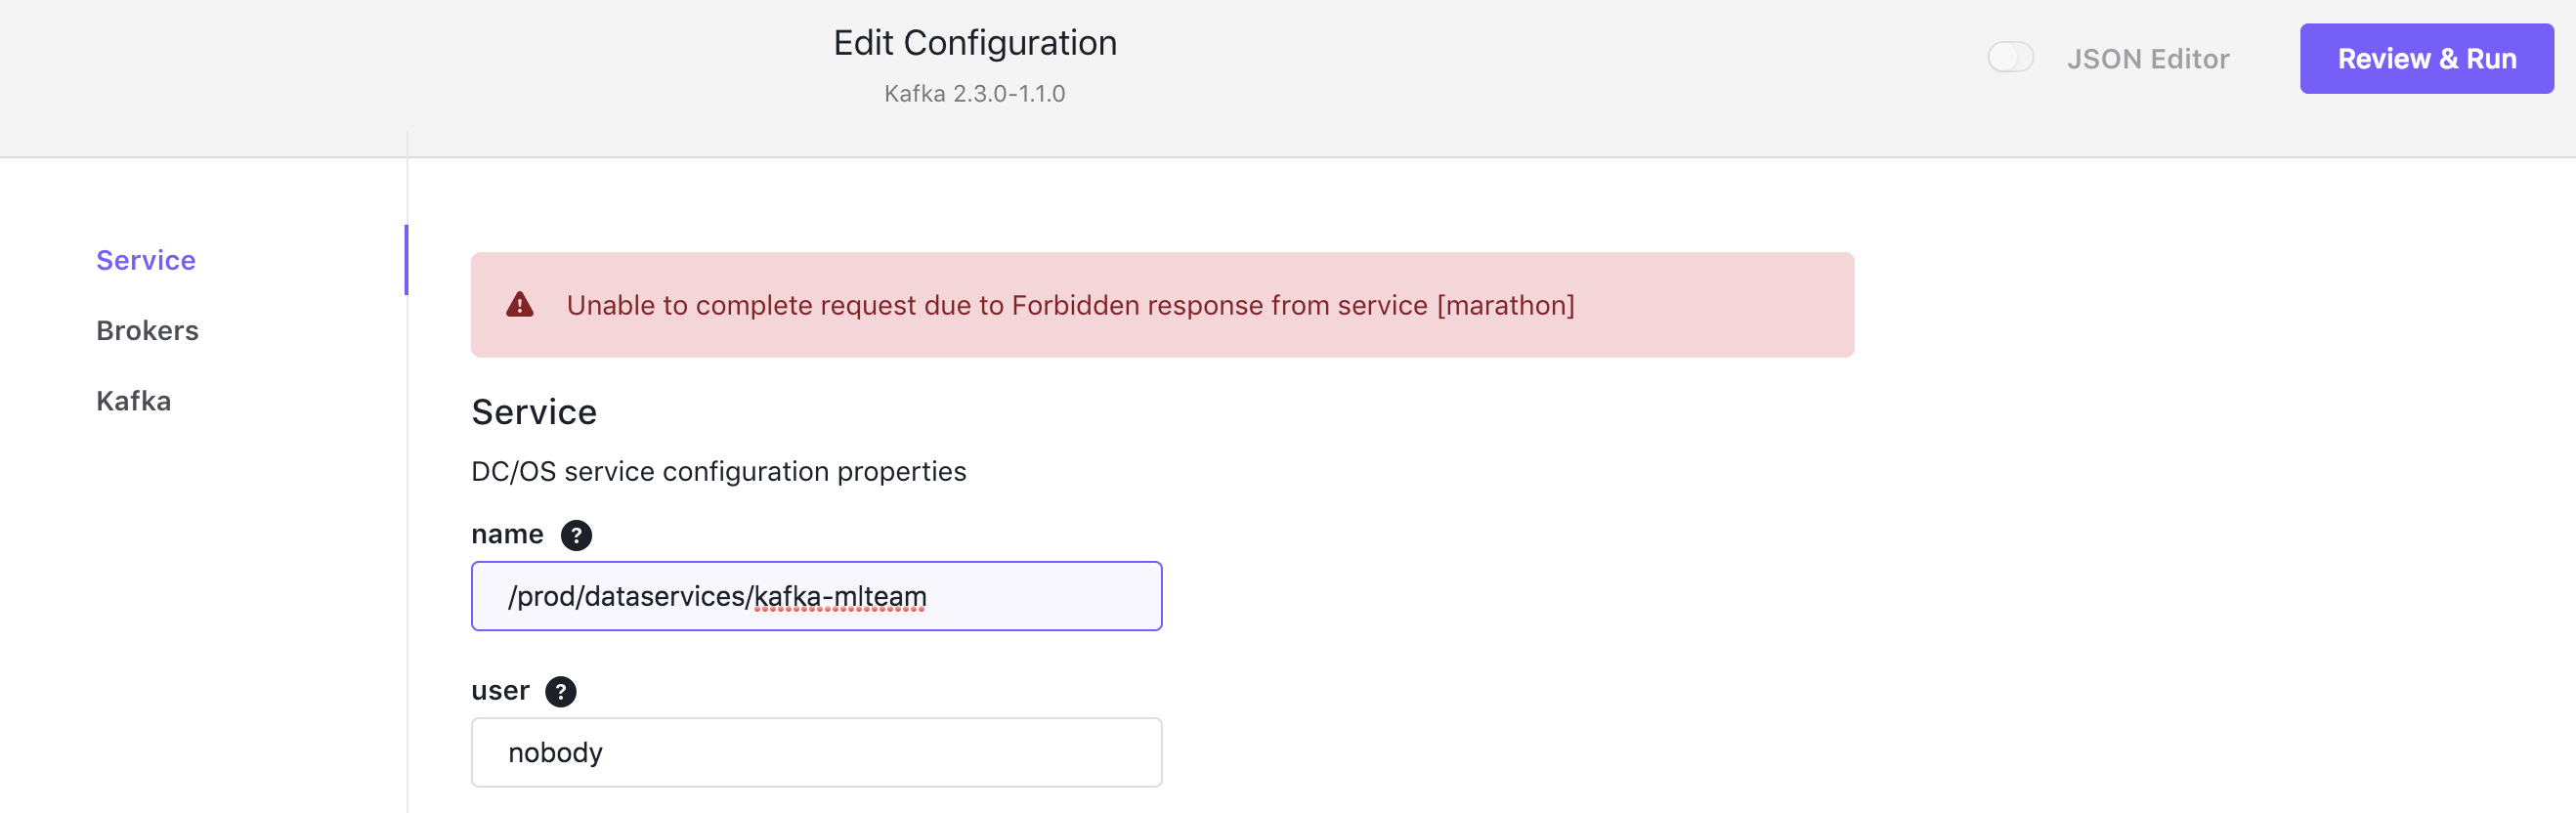 Edit Configuration
Kafka 2.3.0-1.1.0
JSON Editor
Review & Run
Service
Brokers
Kafka
Unable to complete request due to Forbidden response from service [marathon]
Service
DC/OS service configuration properties
name ?
/prod/dataservices/kafka-mlteam
user ?
nobody